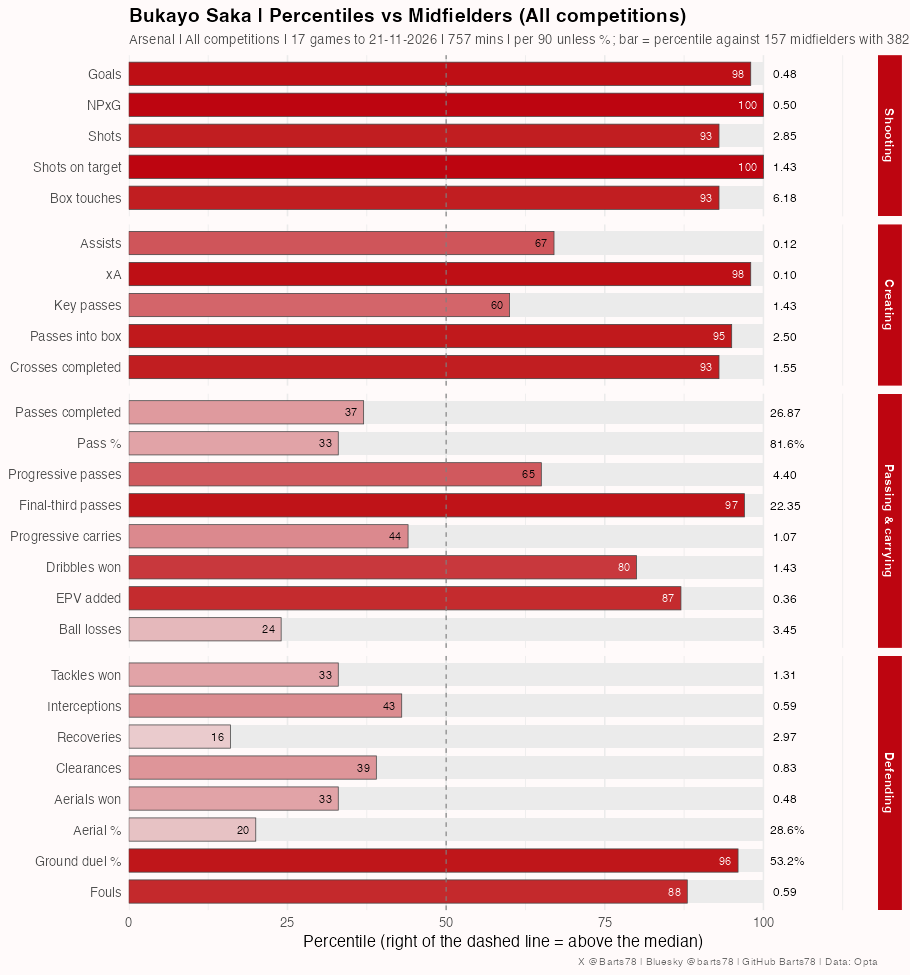 Bukayo Saka | Percentiles vs Midfielders (All competitions)
Arsenal | All competitions | 17 games to 21-11-2026 | 757 mins | per 90 unless %; bar = percentile against 157 midfielders with 382
Goals 98 0.48
NPxG 100 0.50
Shots 93 2.85
Shots on target 100 1.43
Box touches 93 6.18
Shooting
Assists 67 0.12
xA 98 0.10
Key passes 60 1.43
Passes into box 95 2.50
Crosses completed 93 1.55
Creating
Passes completed 37 26.87
Pass % 33 81.6%
Progressive passes 65 4.40
Final-third passes 97 22.35
Progressive carries 44 1.07
Dribbles won 80 1.43
EPV added 87 0.36
Ball losses 24 3.45
Passing & carrying
Tackles won 33 1.31
Interceptions 43 0.59
Recoveries 16 2.97
Clearances 39 0.83
Aerials won 33 0.48
Aerial % 20 28.6%
Ground duel % 96 53.2%
Fouls 88 0.59
Defending
0 25 50 75 100
Percentile (right of the dashed line = above the median)
X @Barts78 | Bluesky @barts78 | GitHub Barts78 | Data: Opta